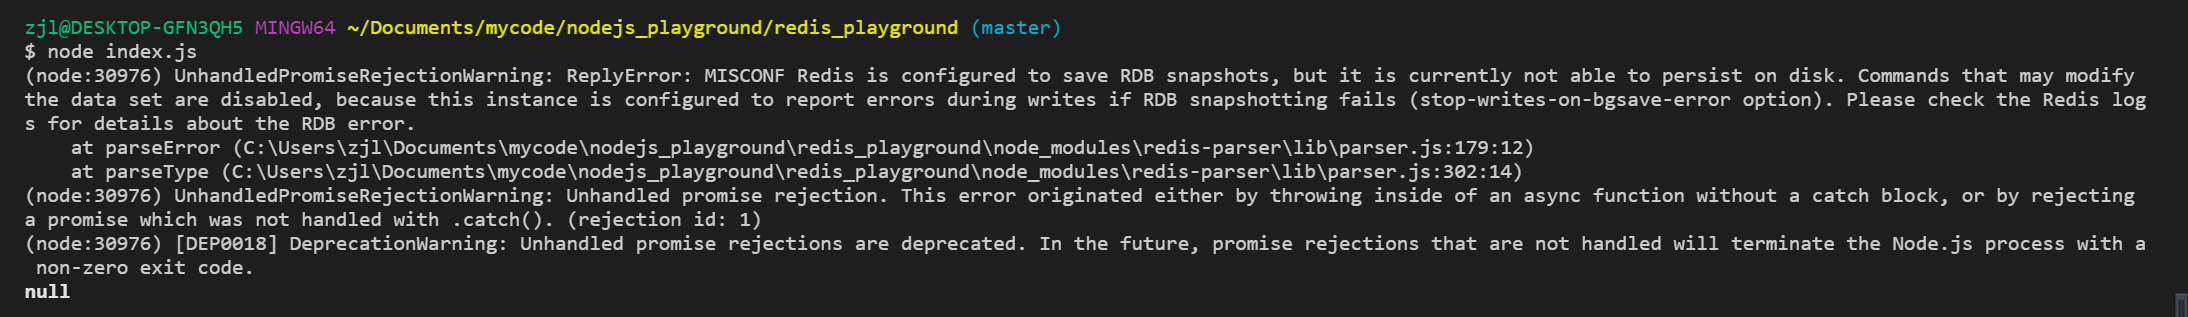 zjl@DESKTOP-GFN3QH5 MINGW64 ~/Documents/mycode/nodejs_playground/redis_playground (master)
$ node index.js
(node:30976) UnhandledPromiseRejectionWarning: ReplyError: MISCONF Redis is configured to save RDB snapshots, but it is currently not able to persist on disk. Commands that may modify
the data set are disabled, because this instance is configured to report errors during writes if RDB snapshotting fails (stop-writes-on-bgsave-error option). Please check the Redis log
s for details about the RDB error.
    at parseError (C:\Users\zjl\Documents\mycode\nodejs_playground\redis_playground\node_modules\redis-parser\lib\parser.js:179:12)
    at parseType (C:\Users\zjl\Documents\mycode\nodejs_playground\redis_playground\node_modules\redis-parser\lib\parser.js:302:14)
(node:30976) UnhandledPromiseRejectionWarning: Unhandled promise rejection. This error originated either by throwing inside of an async function without a catch block, or by rejecting
a promise which was not handled with .catch(). (rejection id: 1)
(node:30976) [DEP0018] DeprecationWarning: Unhandled promise rejections are deprecated. In the future, promise rejections that are not handled will terminate the Node.js process with a
 non-zero exit code.
null